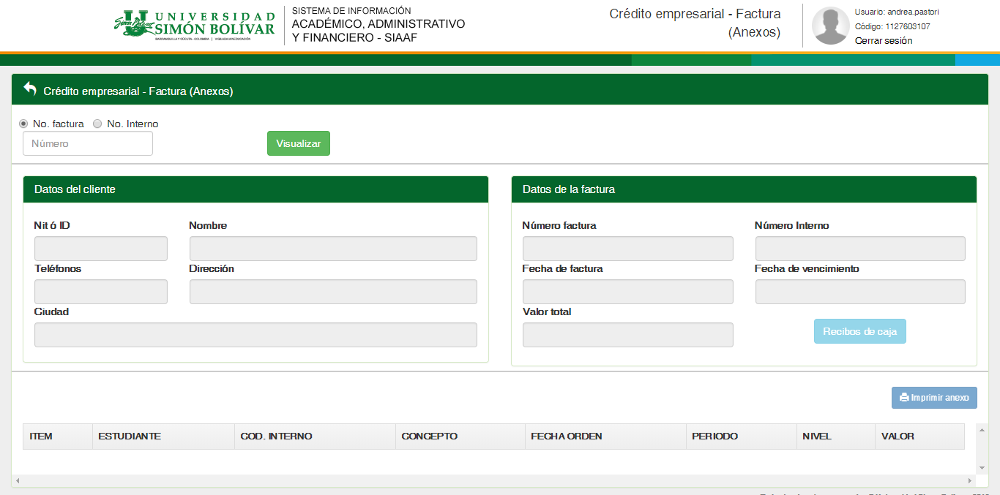 UNIVERSIDAD
SIMÓN BOLÍVAR
BARRANQUILLA Y CÚCUTA - COLOMBIA | VIGILADA MINEDUCACIÓN
SISTEMA DE INFORMACIÓN
ACADÉMICO, ADMINISTRATIVO
Y FINANCIERO - SIAAF
Crédito empresarial - Factura
(Anexos)
Usuario: andrea.pastori
Código: 1127603107
Cerrar sesión
Crédito empresarial - Factura (Anexos)
No. factura No. Interno
Número Visualizar
Datos del cliente
Nit ó ID Nombre
Teléfonos Dirección
Ciudad
Datos de la factura
Número factura Número Interno
Fecha de factura Fecha de vencimiento
Valor total
Recibos de caja
Imprimir anexo
ITEM ESTUDIANTE COD. INTERNO CONCEPTO FECHA ORDEN PERIODO NIVEL VALOR